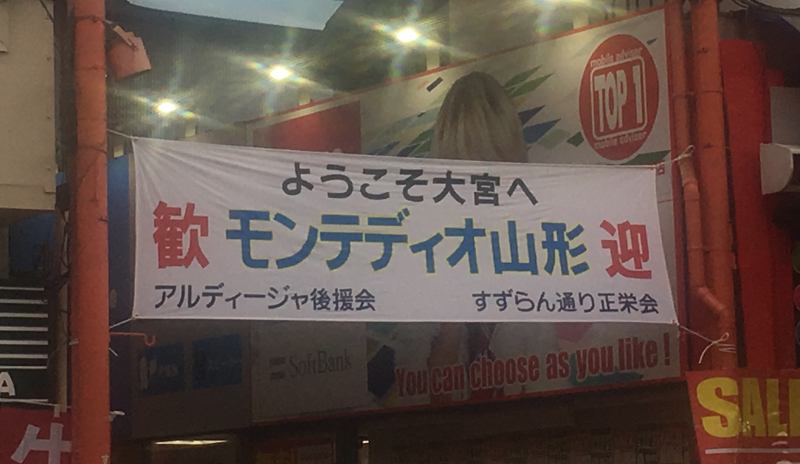 mobile advisor
TOP 1
mobile advisor
店
ようこそ大宮へ
歓 モンテディオ山形 迎
アルディージャ後援会 すずらん通り正栄会
SoftBank
You can choose as you like !
SALE
A